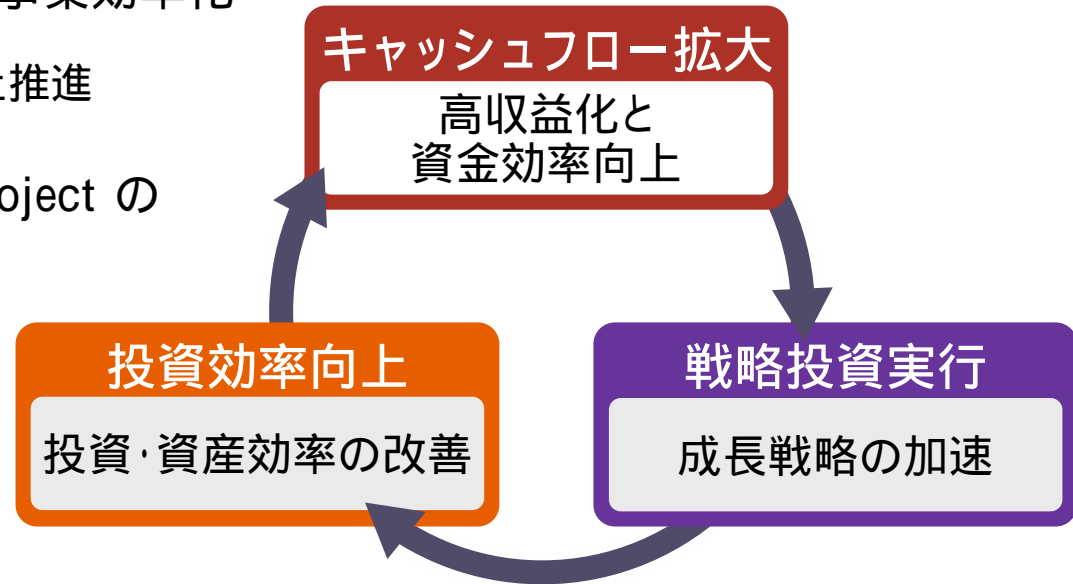 事業効率化
推進
oject の
キャッシュフロー拡大
高収益化と
資金効率向上
投資効率向上
投資・資産効率の改善
戦略投資実行
成長戦略の加速